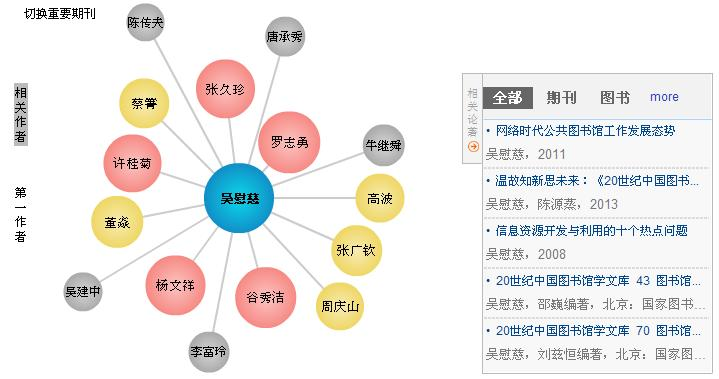 切换重要期刊
相关作者
第一作者
陈传夫
唐承秀
张久珍
蔡箐
罗志勇
牛继舜
许桂菊
吴慰慈
高波
董焱
张广钦
吴建中
杨文祥
谷秀洁
周庆山
李富玲
相关论著
全部 期刊 图书 more
• 网络时代公共图书馆工作发展态势
吴慰慈，2011
• 温故知新思未来：《20世纪中国图书...
吴慰慈，陈源蒸，2013
• 信息资源开发与利用的十个热点问题
吴慰慈，2008
• 20世纪中国图书馆学文库 43 图书馆...
吴慰慈，邵巍编著，北京：国家图书...
• 20世纪中国图书馆学文库 70 图书馆...
吴慰慈，刘兹恒编著，北京：国家图...